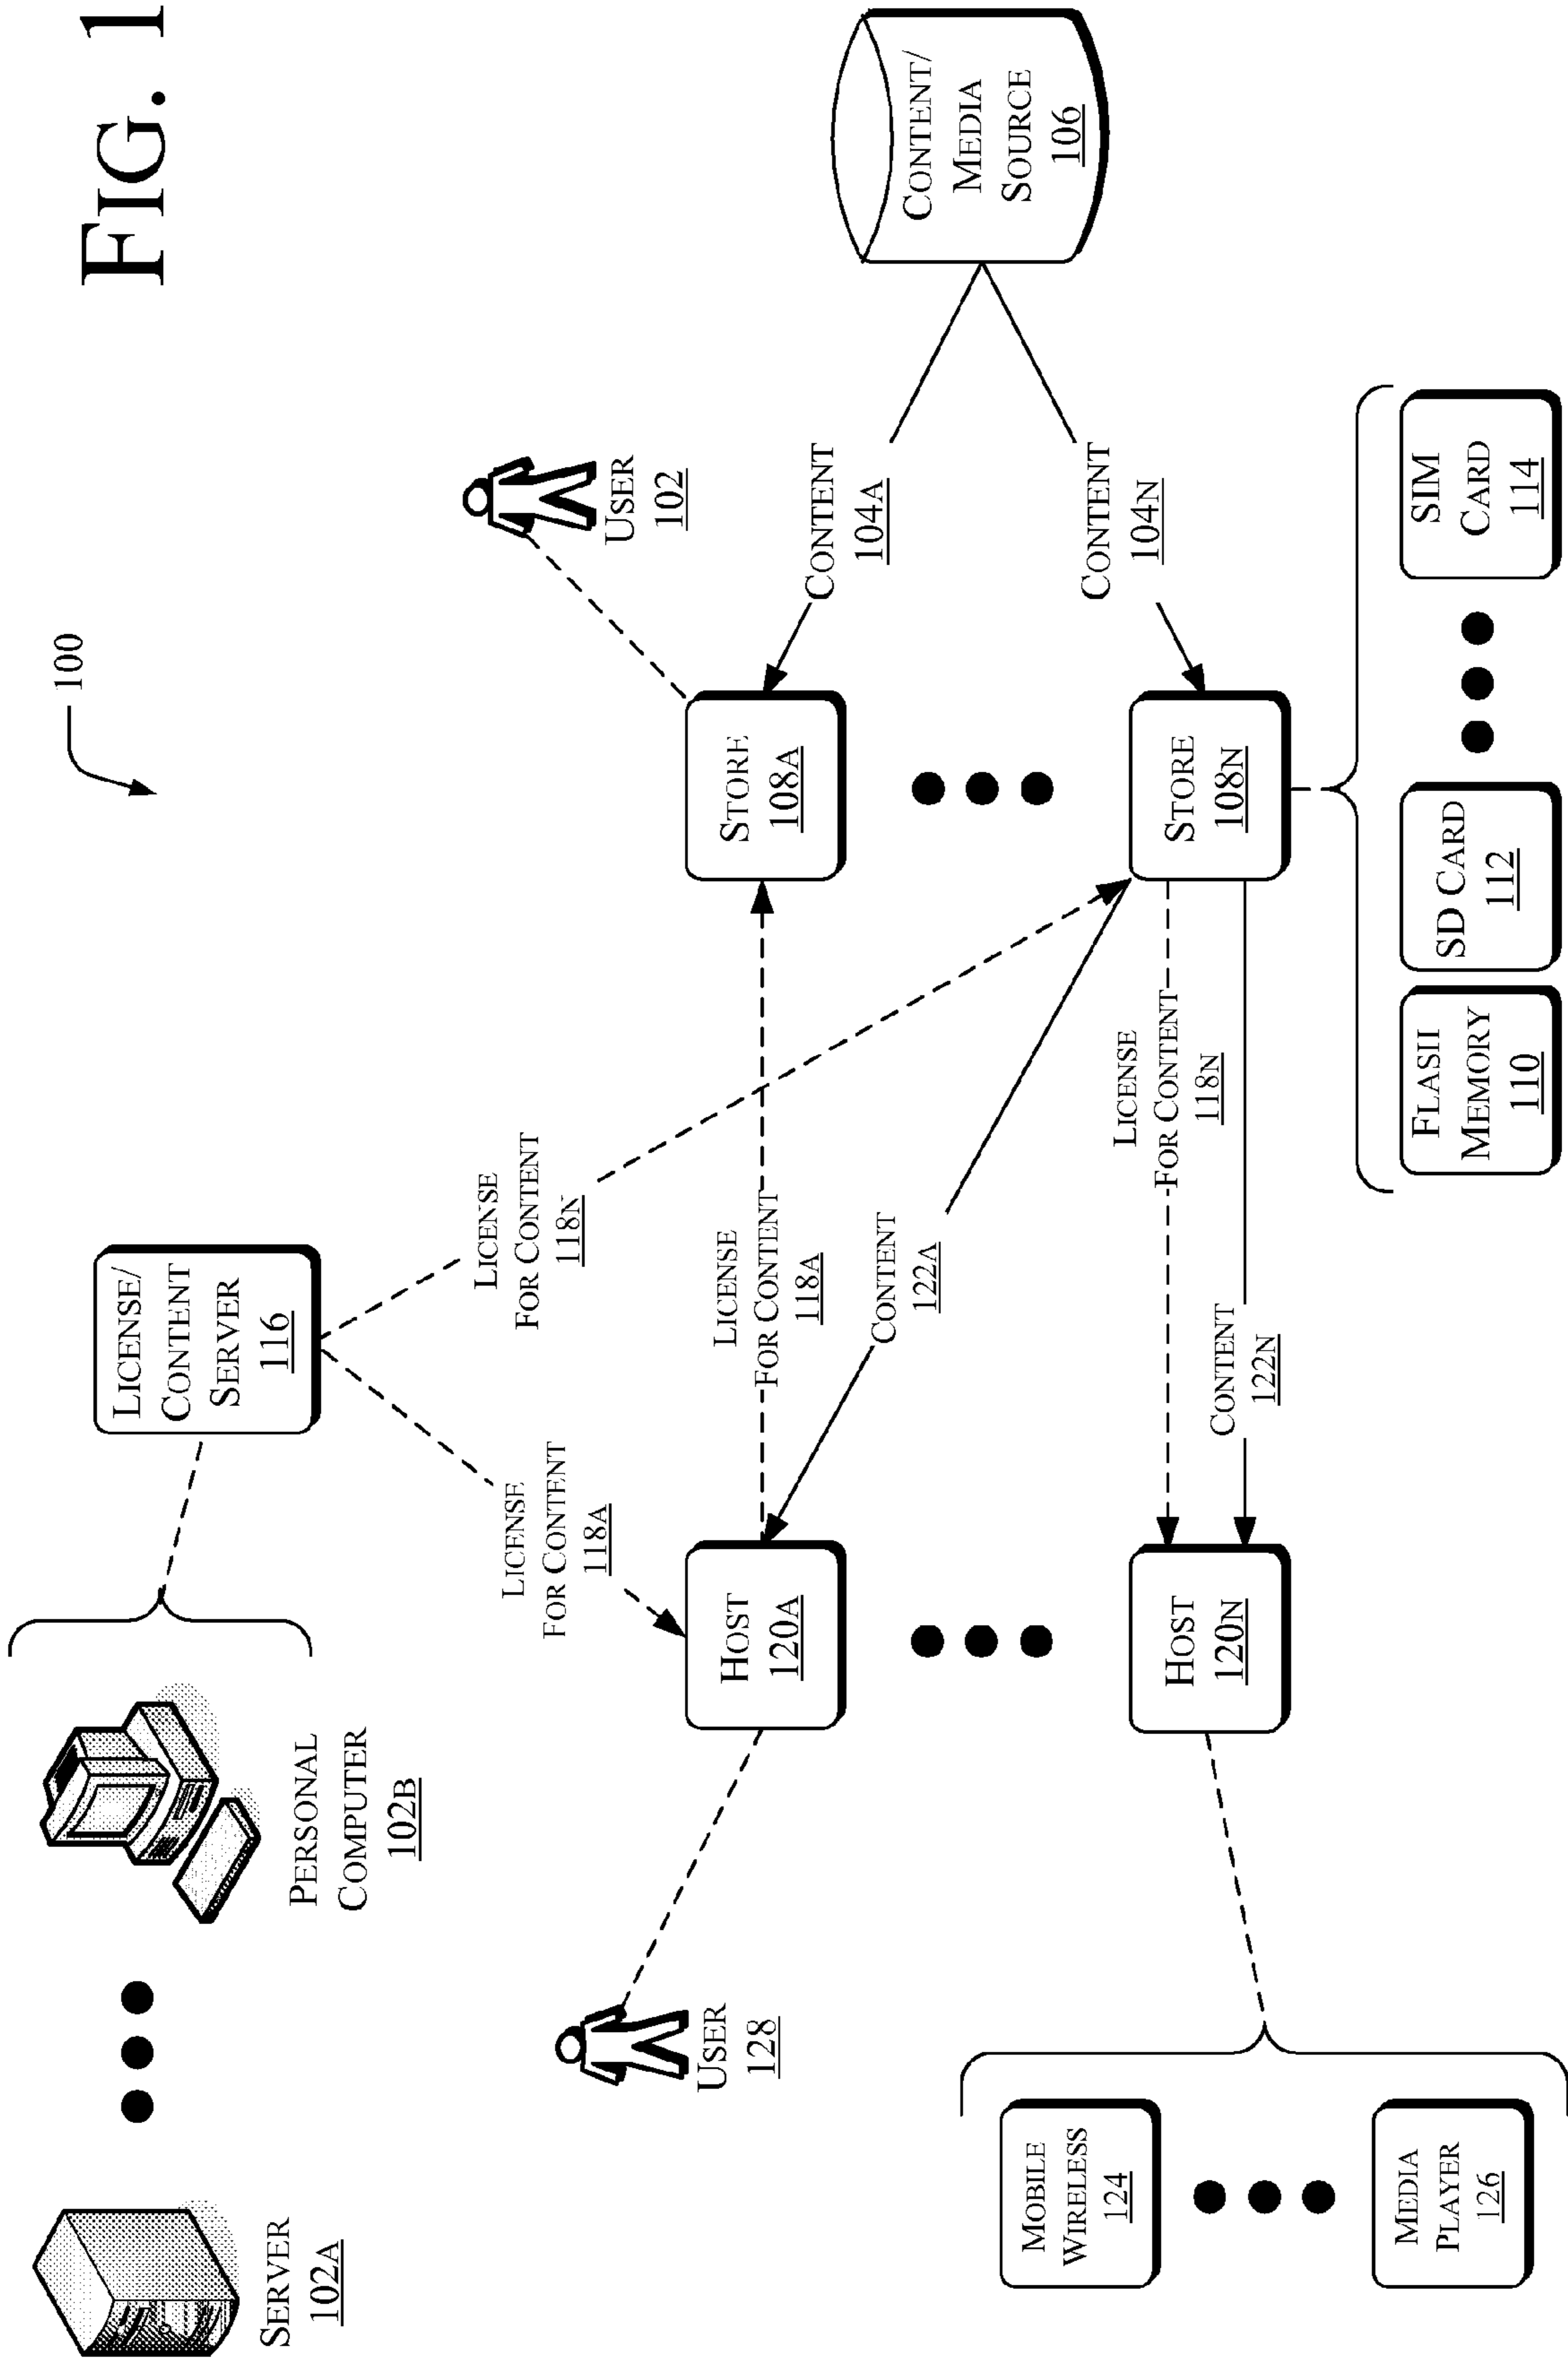 100
FIG. 1
SERVER
102A
PERSONAL
COMPUTER
102B
LICENSE/
CONTENT
SERVER
116
USER
128
LICENSE
FOR CONTENT
118A
LICENSE
FOR CONTENT
118N
USER
102
HOST
120A
LICENSE
FOR CONTENT
118A
STORE
108A
CONTENT
104A
CONTENT
122A
CONTENT/
MEDIA
SOURCE
106
MOBILE
WIRELESS
124
HOST
120N
LICENSE
FOR CONTENT
118N
CONTENT
122N
STORE
108N
CONTENT
104N
MEDIA
PLAYER
126
FLASH
MEMORY
110
SD CARD
112
SIM
CARD
114